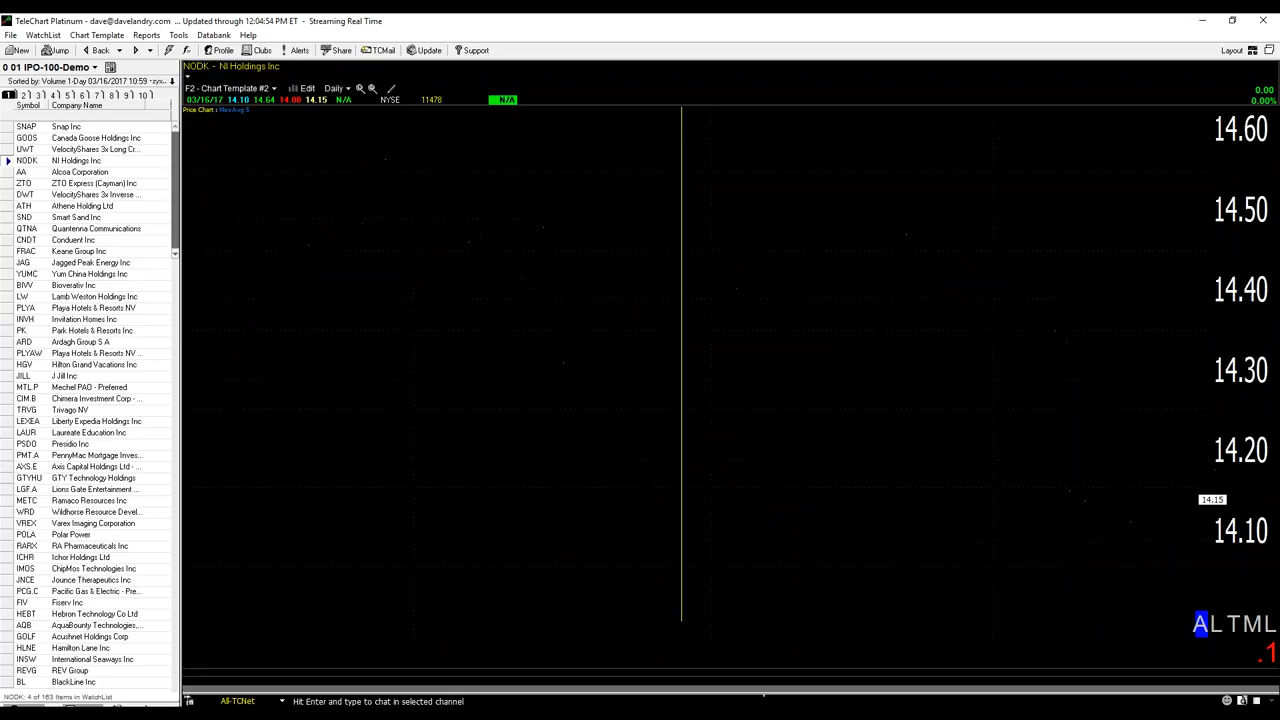 TeleChart Platinum - dave@davelandry.com ... Updated through 12:04:54 PM ET - Streaming Real Time
File WatchList Chart Template Reports Tools Databank Help
New Jump Back Profile Clubs Alerts Share TCMail Update Support Layout
0 01 IPO-100-Demo
Sorted by: Volume 1-Day 03/16/2017 10:59
1 2 3 4 5 6 7 8 9 10
Symbol Company Name
SNAP Snap Inc
GOOS Canada Goose Holdings Inc
UWT VelocityShares 3x Long Cr...
NODK NI Holdings Inc
AA Alcoa Corporation
ZTO ZTO Express (Cayman) Inc
DWT VelocityShares 3x Inverse ...
ATH Athene Holding Ltd
SND Smart Sand Inc
QTNA Quantenna Communications
CNDT Conduent Inc
FRAC Keane Group Inc
JAG Jagged Peak Energy Inc
YUMC Yum China Holdings Inc
BIVV Bioverativ Inc
LW Lamb Weston Holdings Inc
PLYA Playa Hotels & Resorts NV
INVH Invitation Homes Inc
PK Park Hotels & Resorts Inc
ARD Ardagh Group S A
PLYAW Playa Hotels & Resorts NV ...
HGV Hilton Grand Vacations Inc
JILL J Jill Inc
MTL.P Mechel PAO - Preferred
CIM.B Chimera Investment Corp - ...
TRVG Trivago NV
LEXEA Liberty Expedia Holdings Inc
LAUR Laureate Education Inc
PSDO Presidio Inc
PMT.A PennyMac Mortgage Inves...
AXS.E Axis Capital Holdings Ltd - ...
GTYHU GTY Technology Holdings
LGF.A Lions Gate Entertainment ...
METC Ramaco Resources Inc
WRD Wildhorse Resource Devel...
VREX Varex Imaging Corporation
POLA Polar Power
RARX RA Pharmaceuticals Inc
ICHR Ichor Holdings Ltd
IMOS ChipMos Technologies Inc
JNCE Jounce Therapeutics Inc
PCG.C Pacific Gas & Electric - Pre...
FIV Fiserv Inc
HEBT Hebron Technology Co Ltd
AQB AquaBounty Technologies,...
GOLF Acushnet Holdings Corp
HLNE Hamilton Lane Inc
INSW International Seaways Inc
REVG REV Group
BL BlackLine Inc
NODK: 4 of 163 Items in WatchList
NODK - NI Holdings Inc
F2 - Chart Template #2 Edit Daily
03/16/17 14.10 14.64 14.00 14.15 N/A NYSE 11478 N/A
0.00
0.00%
Price Chart : MovAvg 5
14.60
14.50
14.40
14.30
14.20
14.15
14.10
ALTML
.1
All-TCNet Hit Enter and type to chat in selected channel